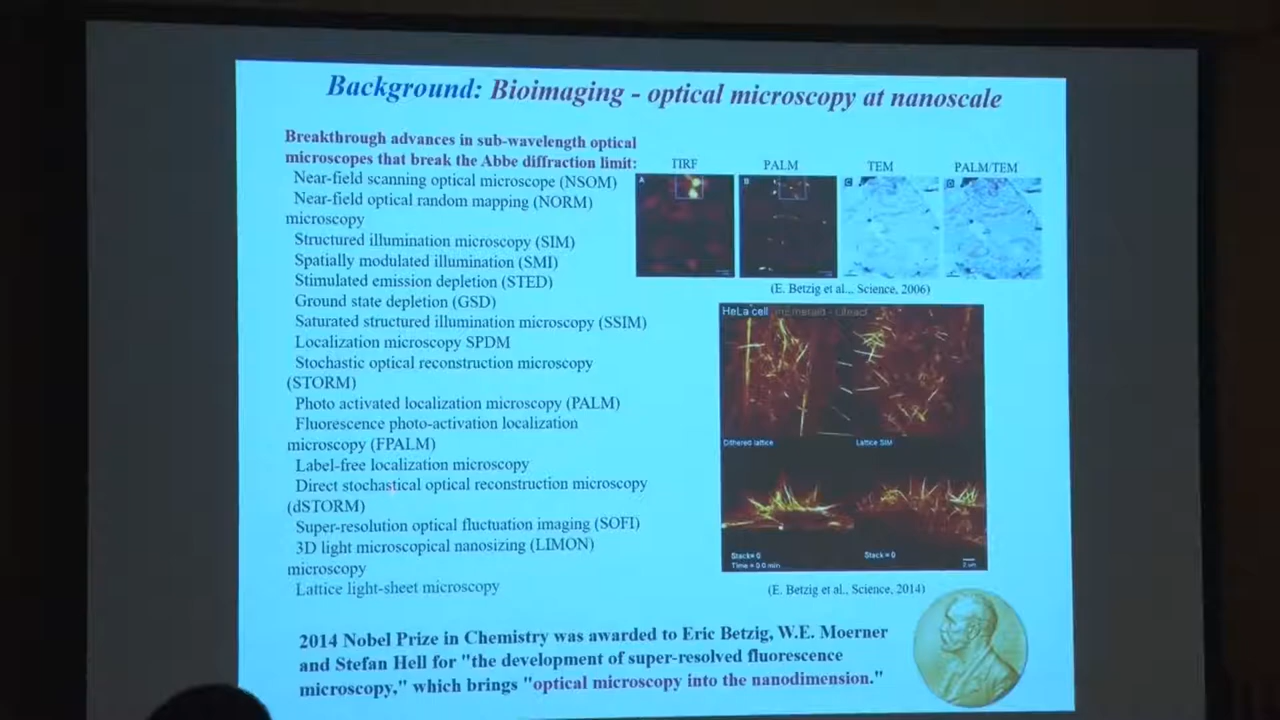 Background: Bioimaging - optical microscopy at nanoscale
Breakthrough advances in sub-wavelength optical
microscopes that break the Abbe diffraction limit:
Near-field scanning optical microscope (NSOM)
Near-field optical random mapping (NORM)
microscopy
Structured illumination microscopy (SIM)
Spatially modulated illumination (SMI)
Stimulated emission depletion (STED)
Ground state depletion (GSD)
Saturated structured illumination microscopy (SSIM)
Localization microscopy SPDM
Stochastic optical reconstruction microscopy
(STORM)
Photo activated localization microscopy (PALM)
Fluorescence photo-activation localization
microscopy (FPALM)
Label-free localization microscopy
Direct stochastical optical reconstruction microscopy
(dSTORM)
Super-resolution optical fluctuation imaging (SOFI)
3D light microscopical nanosizing (LIMON)
microscopy
Lattice light-sheet microscopy
TIRF PALM TEM PALM/TEM
A B C D
(E. Betzig et al.., Science, 2006)
HeLa cell mEmerald - Lifeact
Dithered lattice Lattice SIM
Stack= 0 Stack = 0
Time = 0.0 min
(E. Betzig et al., Science, 2014)
2014 Nobel Prize in Chemistry was awarded to Eric Betzig, W.E. Moerner
and Stefan Hell for "the development of super-resolved fluorescence
microscopy," which brings "optical microscopy into the nanodimension."